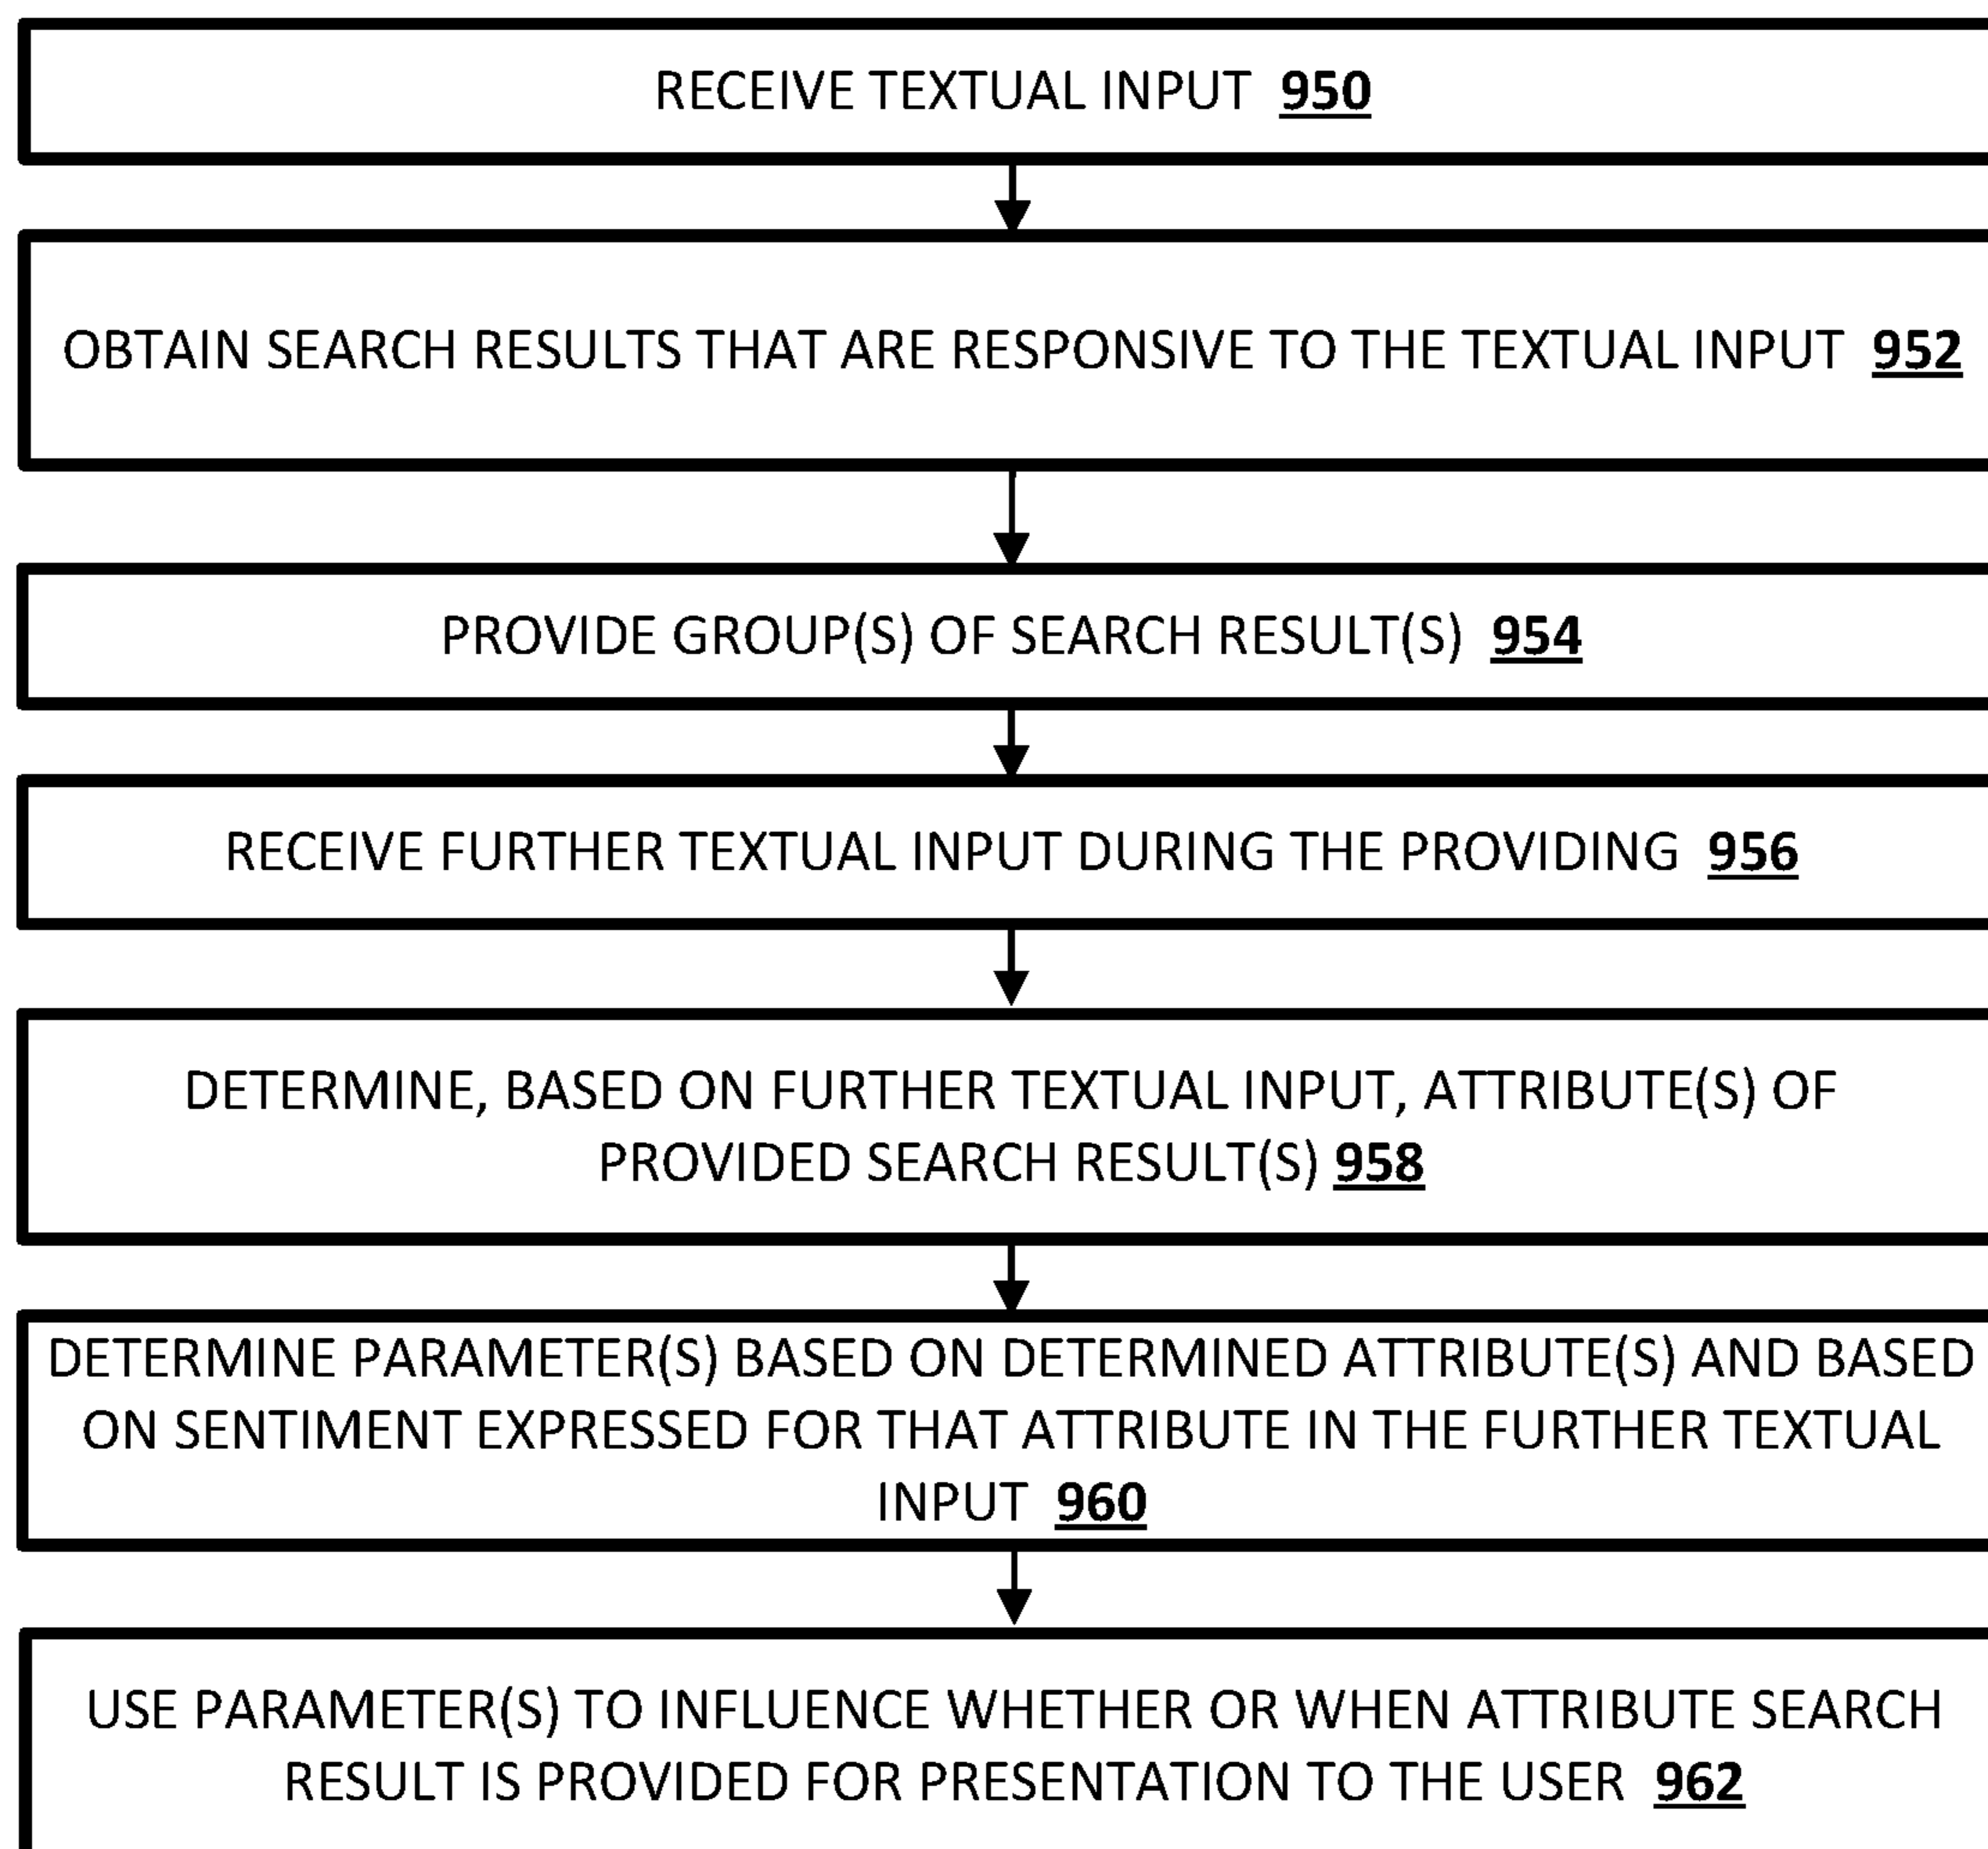 RECEIVE TEXTUAL INPUT 950
OBTAIN SEARCH RESULTS THAT ARE RESPONSIVE TO THE TEXTUAL INPUT 952
PROVIDE GROUP(S) OF SEARCH RESULT(S) 954
RECEIVE FURTHER TEXTUAL INPUT DURING THE PROVIDING 956
DETERMINE, BASED ON FURTHER TEXTUAL INPUT, ATTRIBUTE(S) OF
PROVIDED SEARCH RESULT(S) 958
DETERMINE PARAMETER(S) BASED ON DETERMINED ATTRIBUTE(S) AND BASED
ON SENTIMENT EXPRESSED FOR THAT ATTRIBUTE IN THE FURTHER TEXTUAL
INPUT 960
USE PARAMETER(S) TO INFLUENCE WHETHER OR WHEN ATTRIBUTE SEARCH
RESULT IS PROVIDED FOR PRESENTATION TO THE USER 962